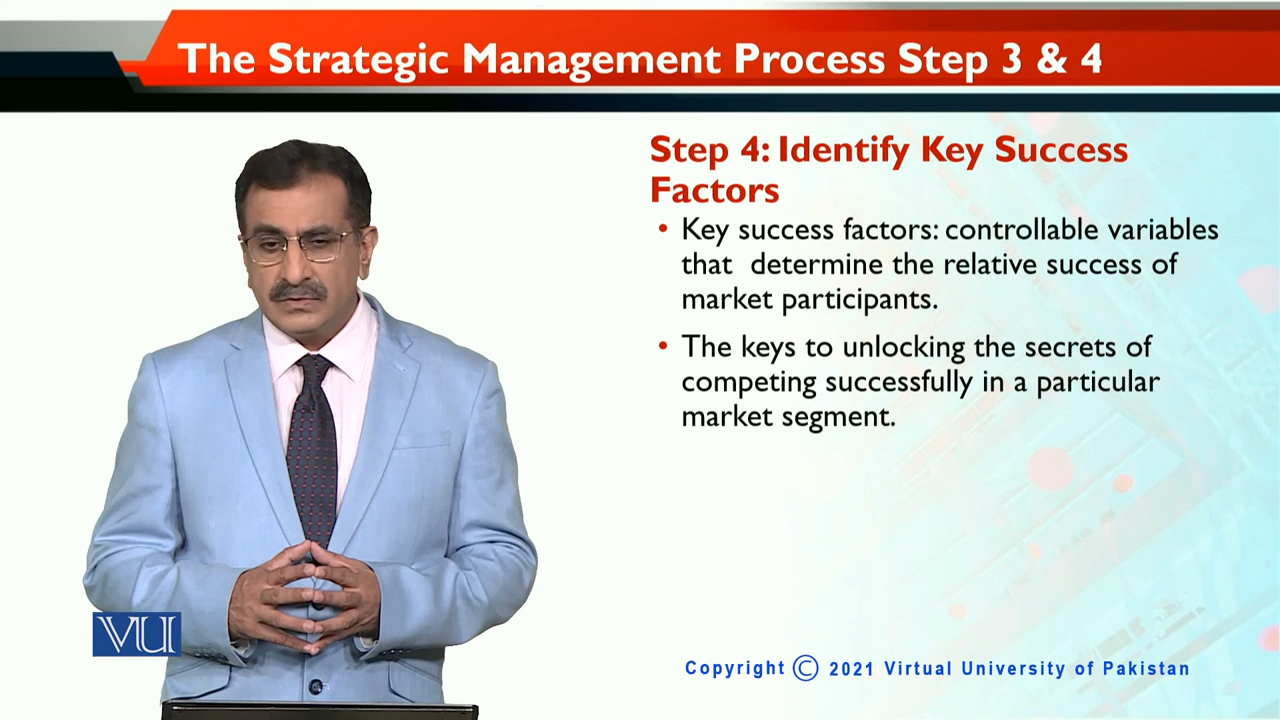 The Strategic Management Process Step 3 & 4
Step 4: Identify Key Success
Factors
• Key success factors: controllable variables
that determine the relative success of
market participants.
• The keys to unlocking the secrets of
competing successfully in a particular
market segment.
VU
Copyright © 2021 Virtual University of Pakistan